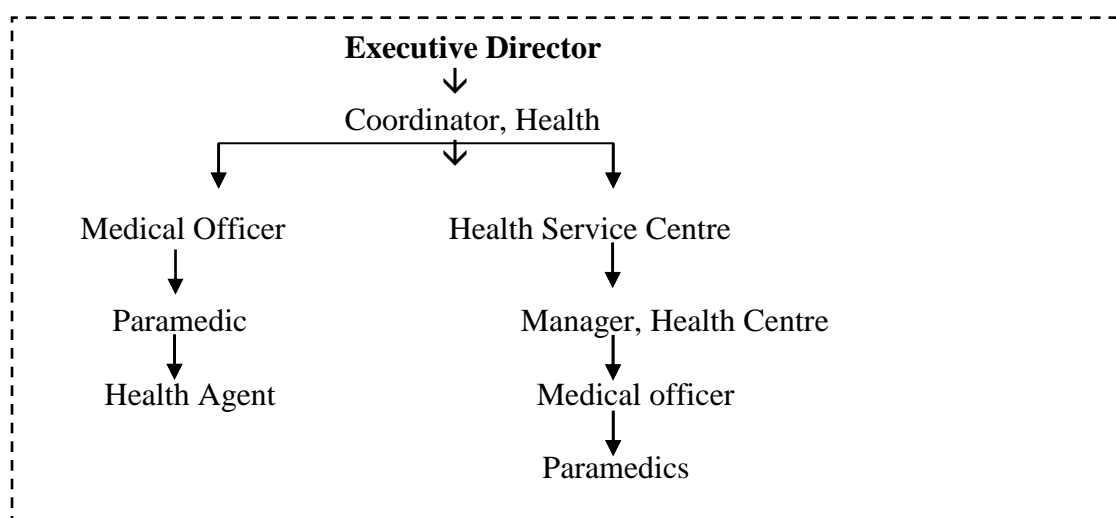 Executive Director
Coordinator, Health
Medical Officer Health Service Centre
Paramedic Manager, Health Centre
Health Agent Medical officer
Paramedics